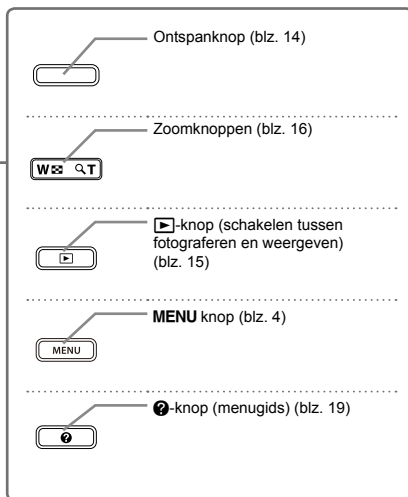 Ontspanknop (blz. 14)
Zoomknoppen (blz. 16)
W T
-knop (schakelen tussen
fotograferen en weergeven)
(blz. 15)
MENU knop (blz. 4)
MENU
?-knop (menugids) (blz. 19)
?